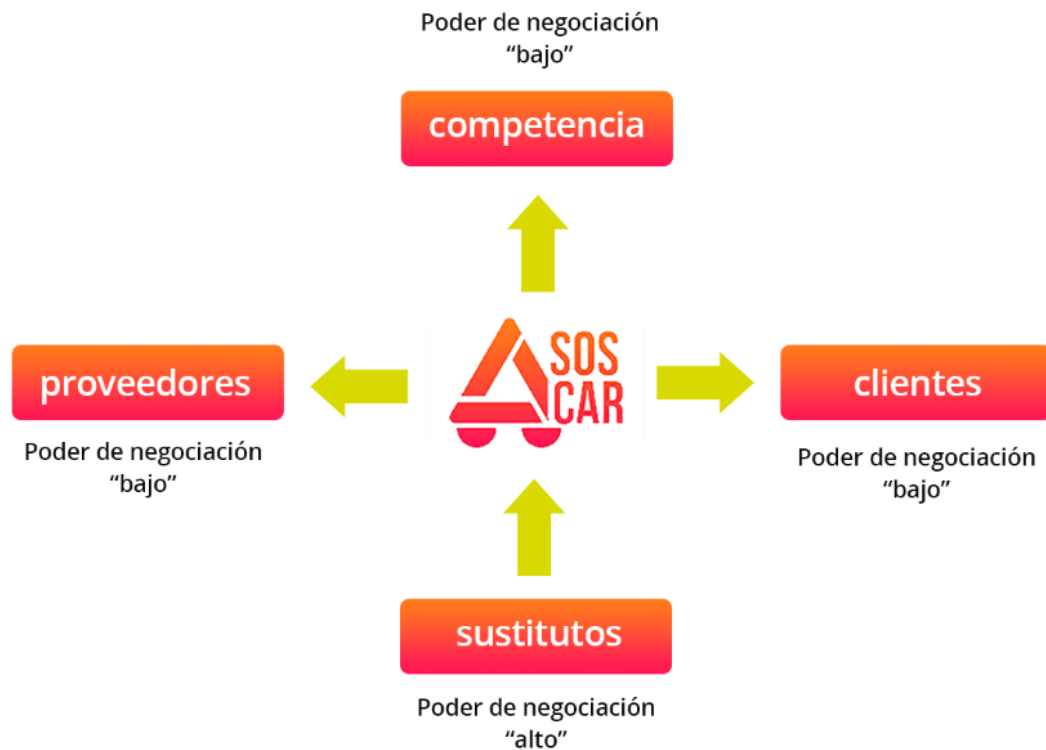 Poder de negociación
“bajo”
competencia
SOS
CAR
proveedores
clientes
Poder de negociación
“bajo”
Poder de negociación
“bajo”
sustitutos
Poder de negociación
“alto”